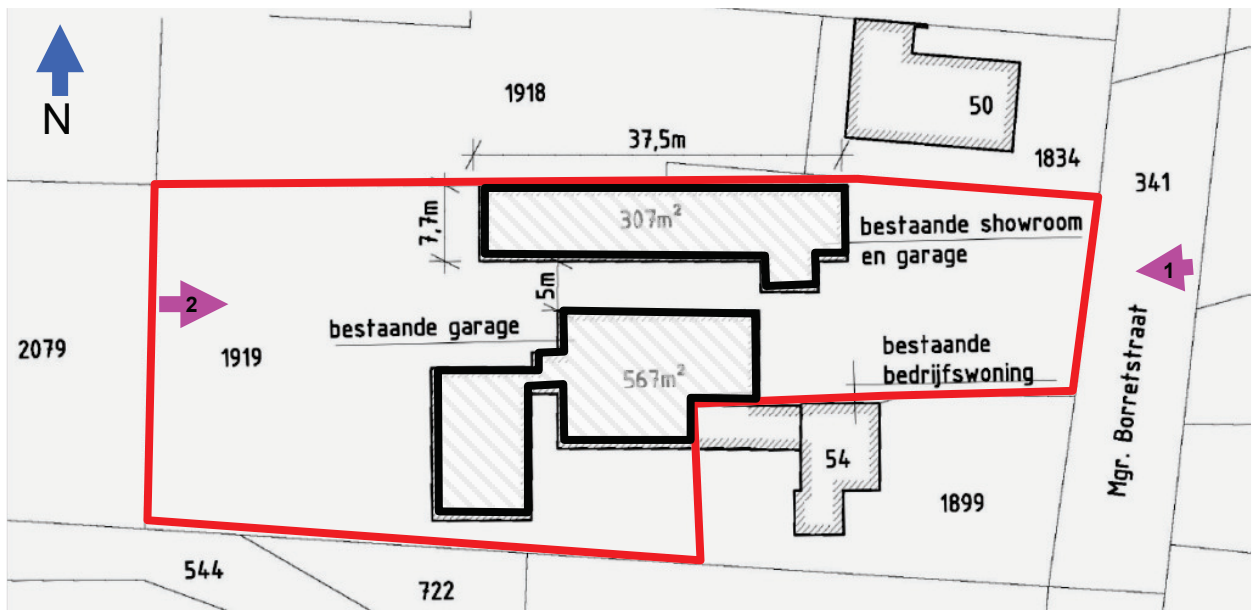 N
1918
50
37,5m
1834
341
7,7m
307m²
bestaande showroom
en garage
1
5m
2
bestaande garage
2079
1919
567m²
bestaande
bedrijfswoning
Mgr. Borretstraat
54
1899
544
722